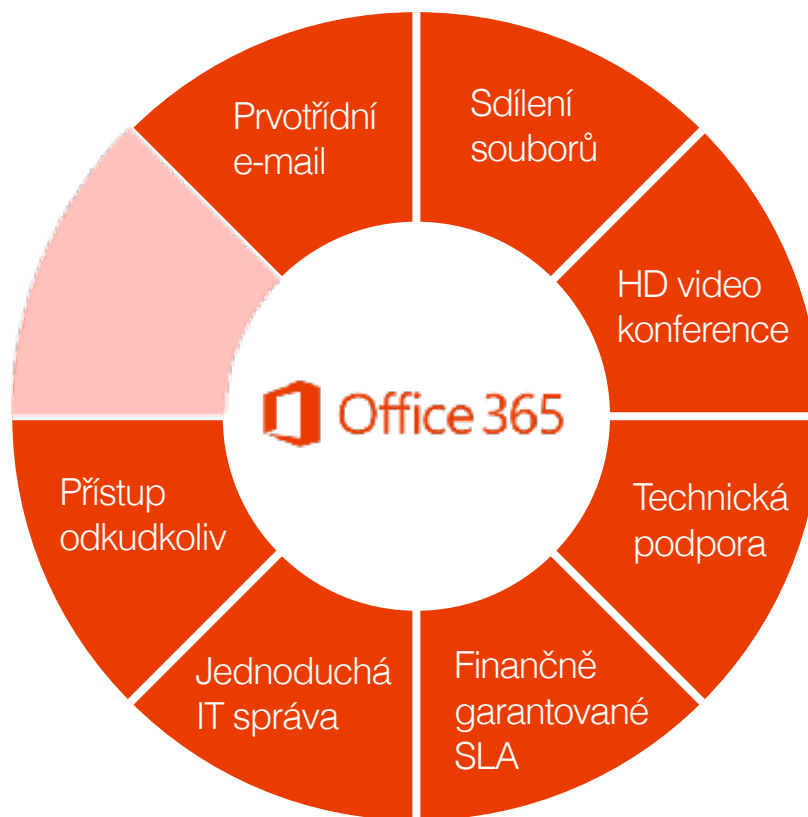 Prvotřídní
e-mail
Sdílení
souborů
HD video
konference
Office 365
Přístup
odkudkoliv
Technická
podpora
Jednoduchá
IT správa
Finančně
garantované
SLA